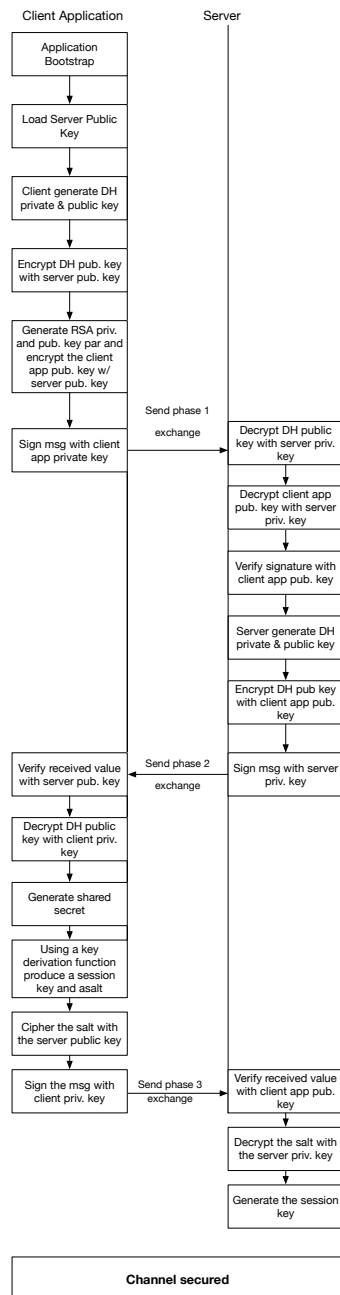 Client Application
Server
Application
Bootstrap
Load Server Public
Key
Client generate DH
private & public key
Encrypt DH pub. key
with server pub. key
Generate RSA priv.
and pub. key par and
encrypt the client
app pub. key w/
server pub. key
Sign msg with client
app private key
Send phase 1
exchange
Decrypt DH public
key with server priv.
key
Decrypt client app
pub. key with server
priv. key
Verify signature with
client app pub. key
Server generate DH
private & public key
Encrypt DH pub key
with client app pub.
key
Sign msg with server
priv. key
Send phase 2
exchange
Verify received value
with server pub. key
Decrypt DH public
key with client priv.
key
Generate shared
secret
Using a key
derivation function
produce a session
key and asalt
Cipher the salt with
the server public key
Sign the msg with
client priv. key
Send phase 3
exchange
Verify received value
with client app pub.
key
Decrypt the salt with
the server priv. key
Generate the session
key
Channel secured